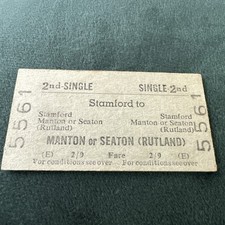 2nd-SINGLE SINGLE-2nd
Stamford to
Stamford Stamford
Manton or Seaton Manton or Seaton
(Rutland) (Rutland)
MANTON or SEATON (RUTLAND)
(E) 2/9 Fare 2/9 (E)
For conditions see over For conditions see over
5561
5561